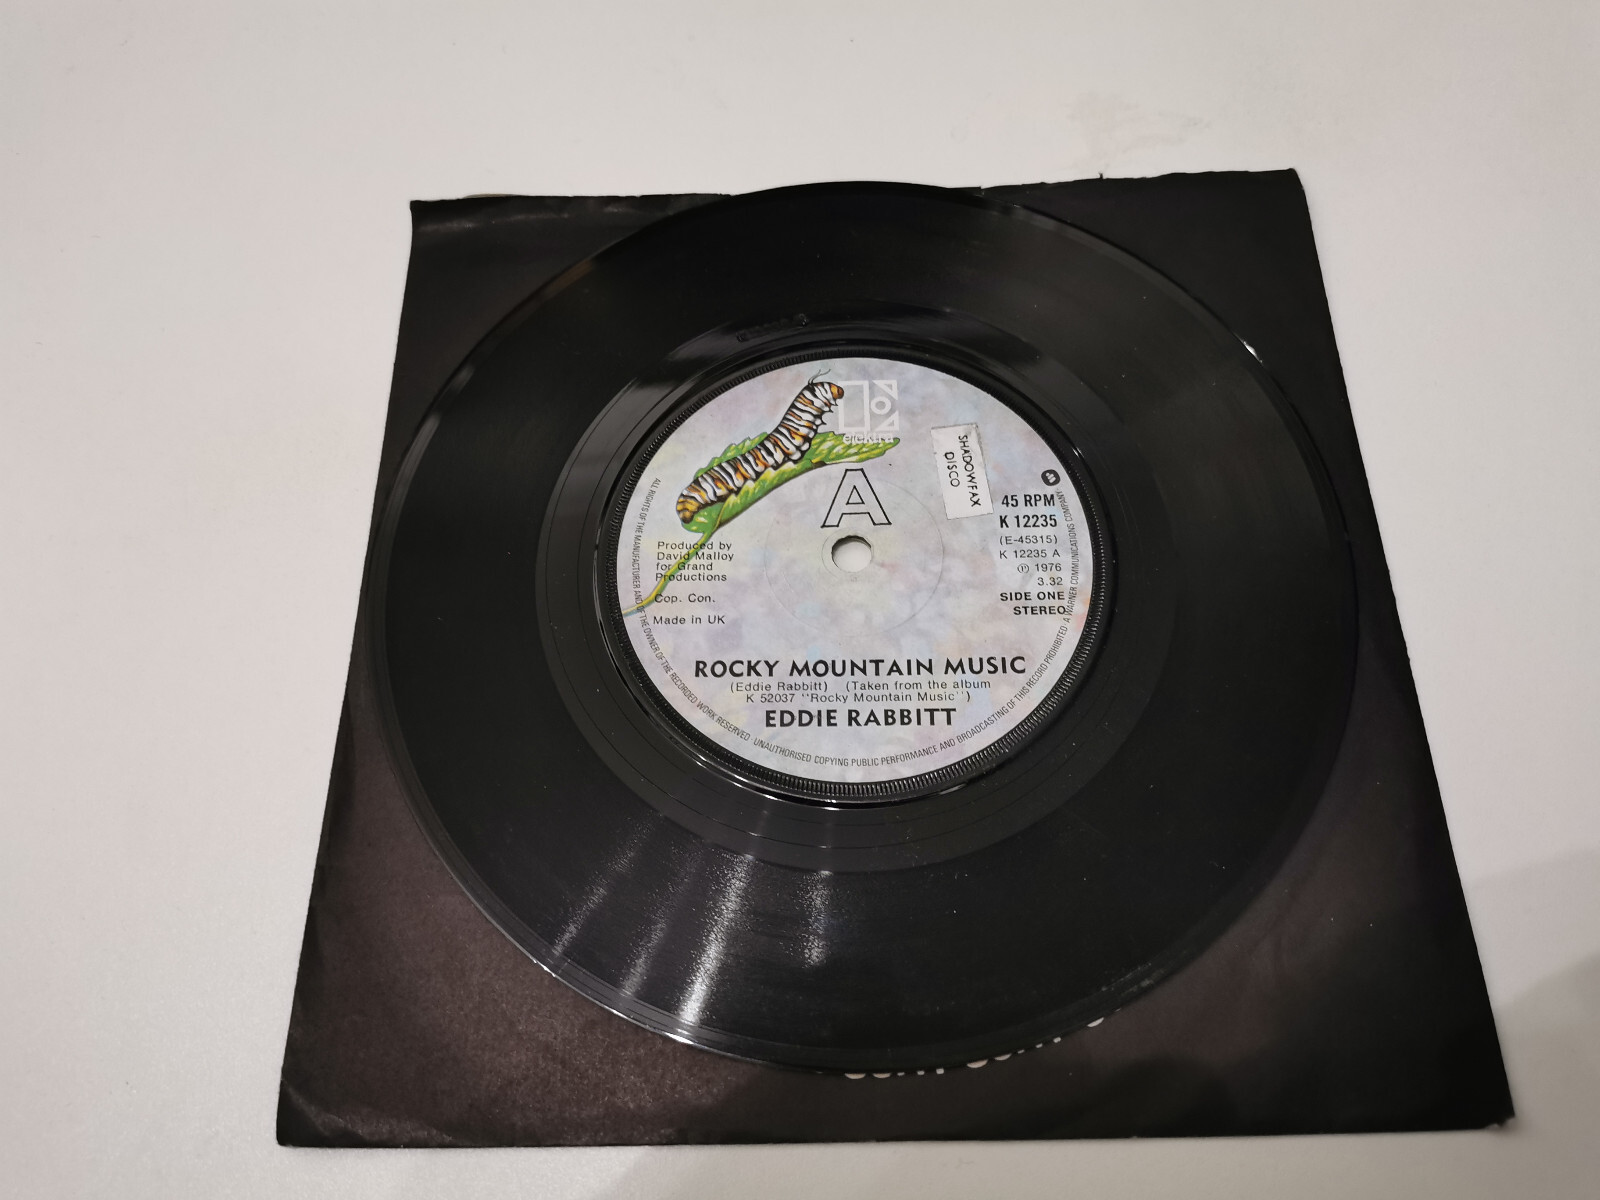 elektra
A
SHADOWFAX
DISCO
45 RPM
K 12235
(E-45315)
K 12235 A
℗ 1976
3.32
SIDE ONE
STEREO
Produced by
David Malloy
for Grand
Productions
Cop. Con.
Made in UK
ROCKY MOUNTAIN MUSIC
(Eddie Rabbitt) (Taken from the album
K 52037 "Rocky Mountain Music")
EDDIE RABBITT
ALL RIGHTS OF THE MANUFACTURER AND OF THE OWNER OF THE RECORDED WORK RESERVED · UNAUTHORISED COPYING PUBLIC PERFORMANCE AND BROADCASTING OF THIS RECORD PROHIBITED · A WARNER COMMUNICATIONS COMPANY